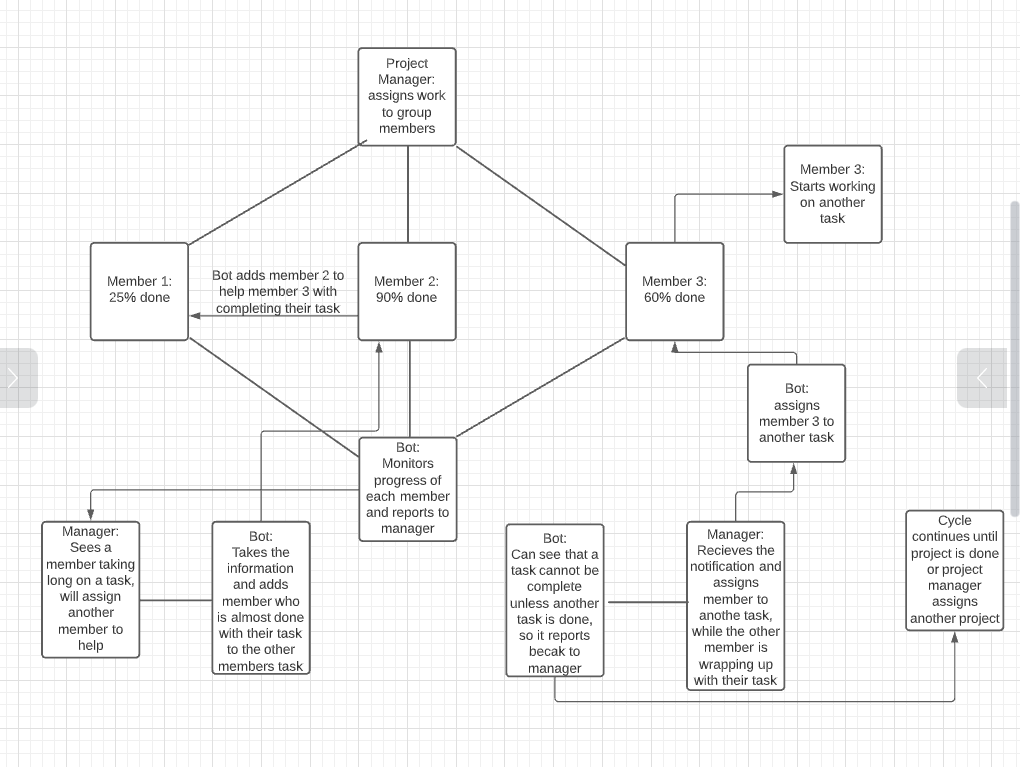 Project
Manager:
assigns work
to group
members
Member 3:
Starts working
on another
task
Member 1:
25% done
Bot adds member 2 to
help member 3 with
completing their task
Member 2:
90% done
Member 3:
60% done
Bot:
assigns
member 3 to
another task
Bot:
Monitors
progress of
each member
and reports to
manager
Manager:
Sees a
member taking
long on a task,
will assign
another
member to
help
Bot:
Takes the
information
and adds
member who
is almost done
with their task
to the other
members task
Bot:
Can see that a
task cannot be
complete
unless another
task is done,
so it reports
becak to
manager
Manager:
Recieves the
notification and
assigns
member to
anothe task,
while the other
member is
wrapping up
with their task
Cycle
continues until
project is done
or project
manager
assigns
another project